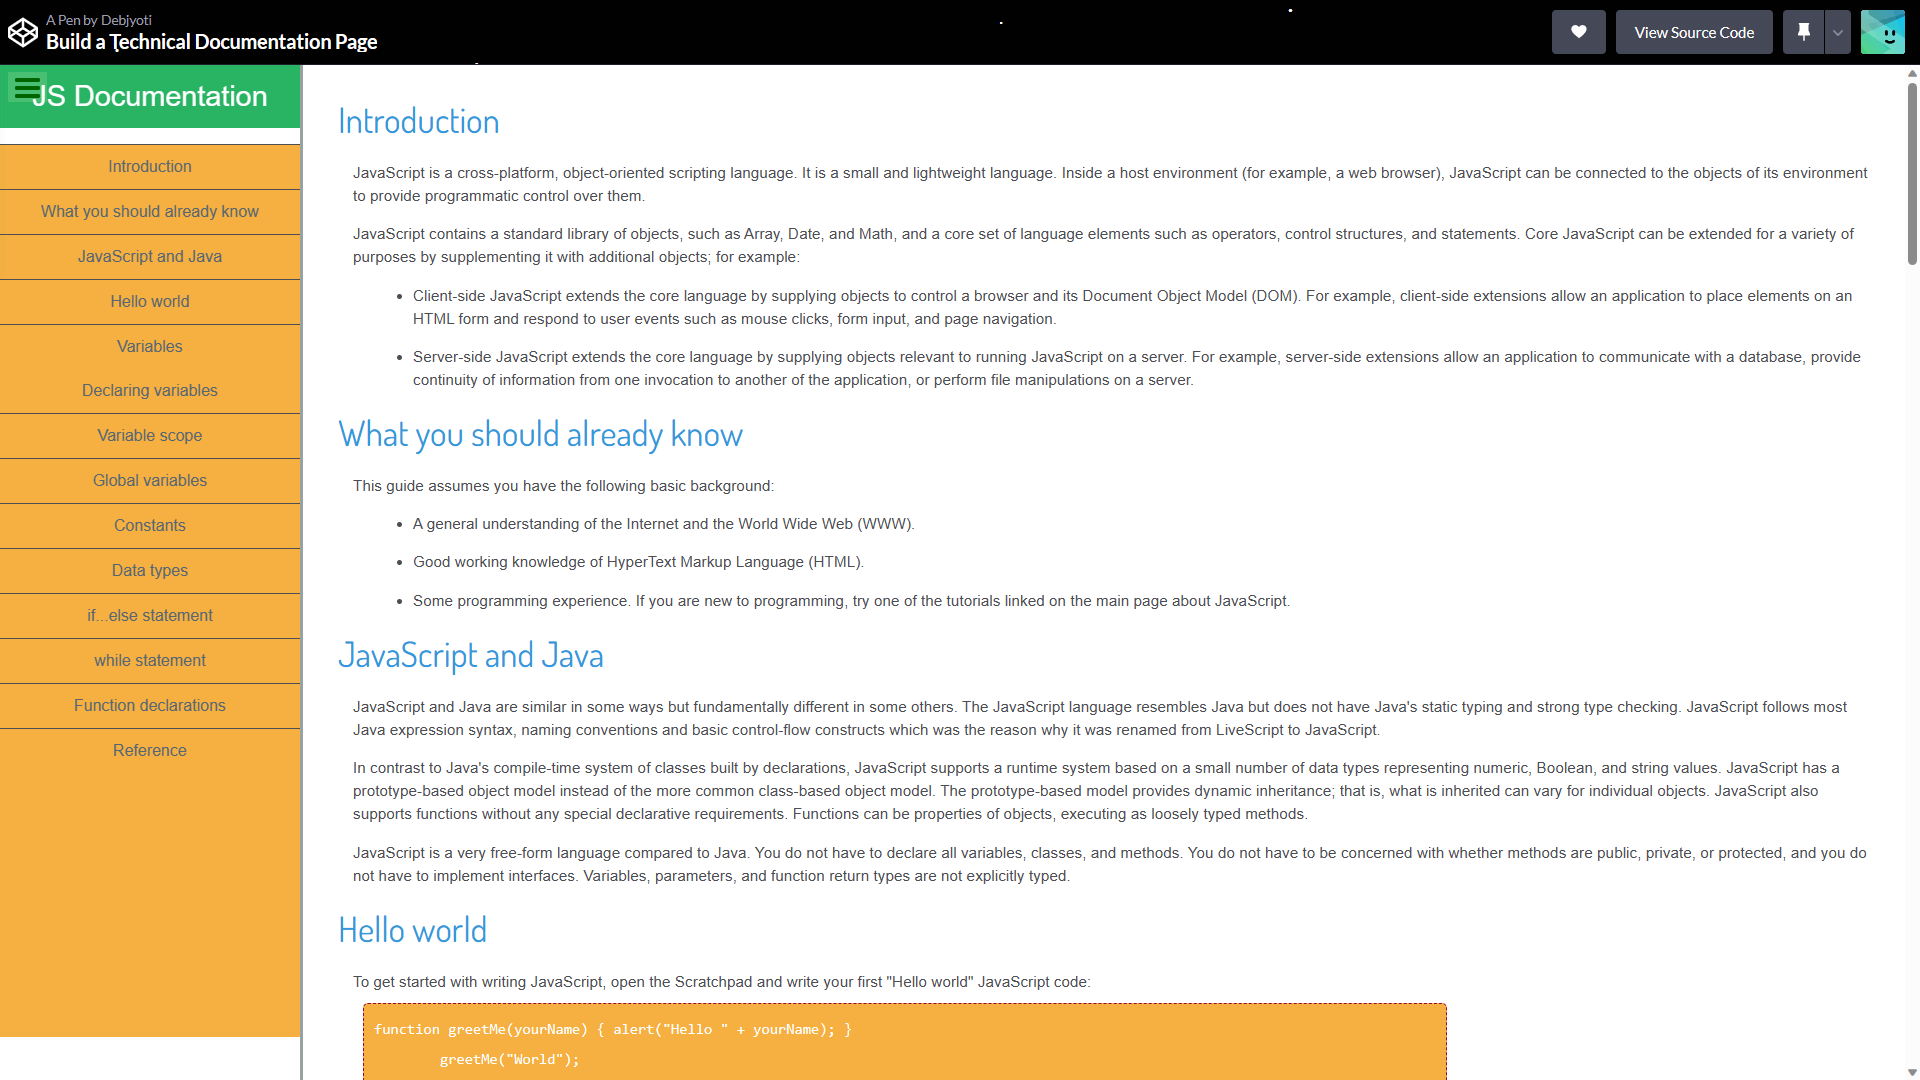 A Pen by Debjyoti
Build a Technical Documentation Page
View Source Code
JS Documentation
Introduction
What you should already know
JavaScript and Java
Hello world
Variables
Declaring variables
Variable scope
Global variables
Constants
Data types
if...else statement
while statement
Function declarations
Reference
Introduction
JavaScript is a cross-platform, object-oriented scripting language. It is a small and lightweight language. Inside a host environment (for example, a web browser), JavaScript can be connected to the objects of its environment
to provide programmatic control over them.
JavaScript contains a standard library of objects, such as Array, Date, and Math, and a core set of language elements such as operators, control structures, and statements. Core JavaScript can be extended for a variety of
purposes by supplementing it with additional objects; for example:
• Client-side JavaScript extends the core language by supplying objects to control a browser and its Document Object Model (DOM). For example, client-side extensions allow an application to place elements on an
HTML form and respond to user events such as mouse clicks, form input, and page navigation.
• Server-side JavaScript extends the core language by supplying objects relevant to running JavaScript on a server. For example, server-side extensions allow an application to communicate with a database, provide
continuity of information from one invocation to another of the application, or perform file manipulations on a server.
What you should already know
This guide assumes you have the following basic background:
• A general understanding of the Internet and the World Wide Web (WWW).
• Good working knowledge of HyperText Markup Language (HTML).
• Some programming experience. If you are new to programming, try one of the tutorials linked on the main page about JavaScript.
JavaScript and Java
JavaScript and Java are similar in some ways but fundamentally different in some others. The JavaScript language resembles Java but does not have Java's static typing and strong type checking. JavaScript follows most
Java expression syntax, naming conventions and basic control-flow constructs which was the reason why it was renamed from LiveScript to JavaScript.
In contrast to Java's compile-time system of classes built by declarations, JavaScript supports a runtime system based on a small number of data types representing numeric, Boolean, and string values. JavaScript has a
prototype-based object model instead of the more common class-based object model. The prototype-based model provides dynamic inheritance; that is, what is inherited can vary for individual objects. JavaScript also
supports functions without any special declarative requirements. Functions can be properties of objects, executing as loosely typed methods.
JavaScript is a very free-form language compared to Java. You do not have to declare all variables, classes, and methods. You do not have to be concerned with whether methods are public, private, or protected, and you do
not have to implement interfaces. Variables, parameters, and function return types are not explicitly typed.
Hello world
To get started with writing JavaScript, open the Scratchpad and write your first "Hello world" JavaScript code:
function greetMe(yourName) { alert("Hello " + yourName); }
greetMe("World");